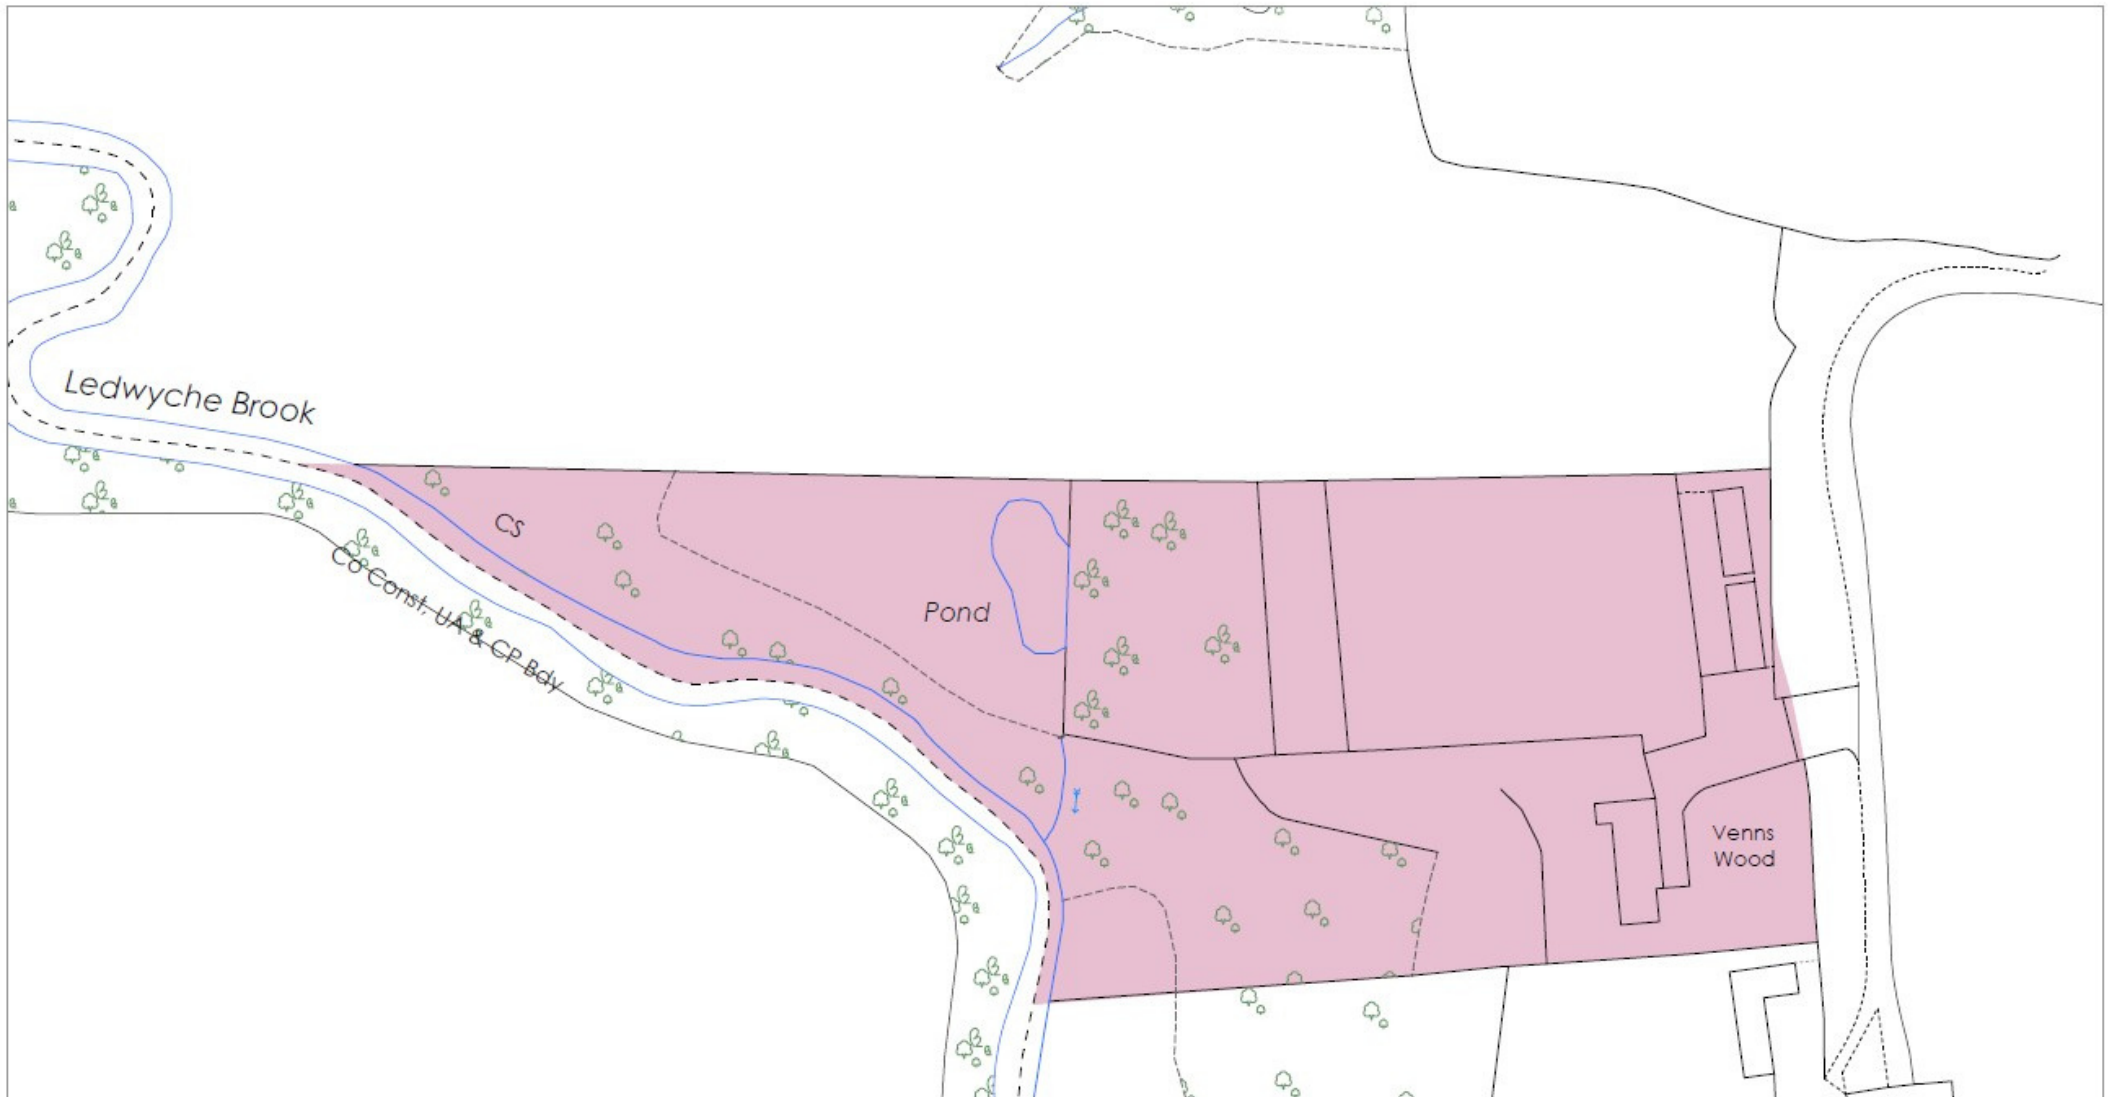 Ledwyche Brook
CS
Co Const, UA & CP Bdy
Pond
Venns
Wood